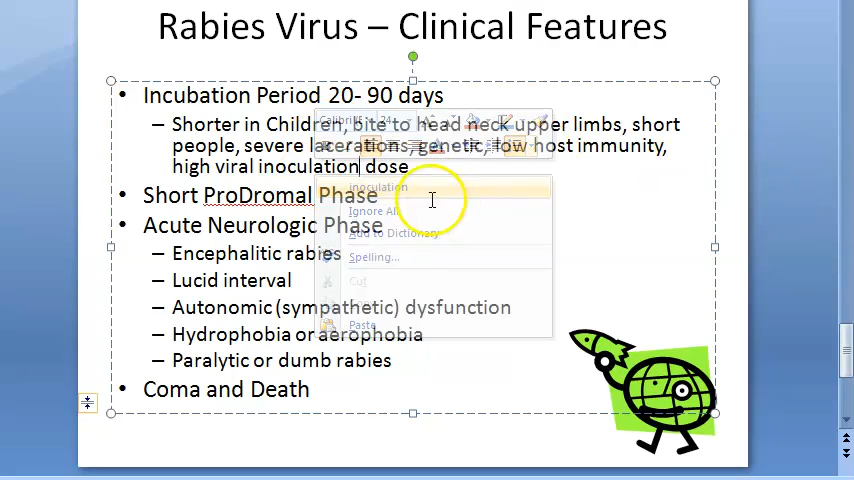 Rabies Virus – Clinical Features
• Incubation Period 20- 90 days
– Shorter in Children, bite to head neck upper limbs, short
people, severe lacerations, genetic, low host immunity,
high viral inoculation dose
• Short ProDromal Phase
• Acute Neurologic Phase
– Encephalitic rabies
– Lucid interval
– Autonomic (sympathetic) dysfunction
– Hydrophobia or aerophobia
– Paralytic or dumb rabies
• Coma and Death
24
inoculation
Ignore All
Add to Dictionary
Spelling...
Cut
Paste